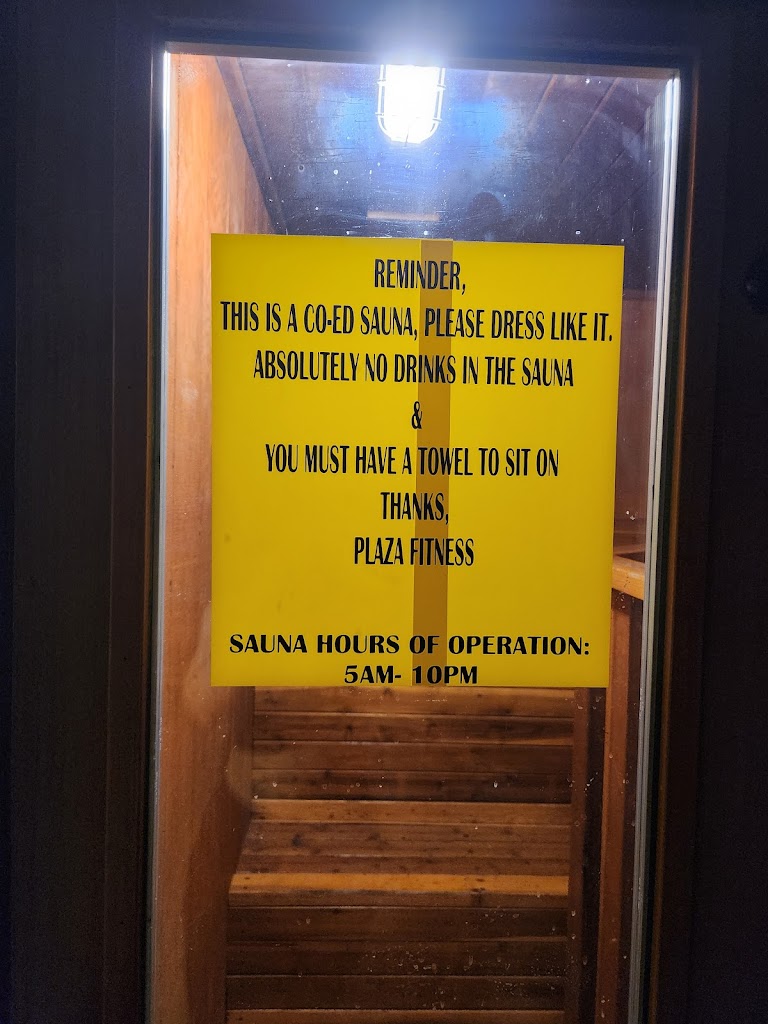 REMINDER,
THIS IS A CO-ED SAUNA, PLEASE DRESS LIKE IT.
ABSOLUTELY NO DRINKS IN THE SAUNA
&
YOU MUST HAVE A TOWEL TO SIT ON
THANKS,
PLAZA FITNESS
SAUNA HOURS OF OPERATION:
5AM- 10PM